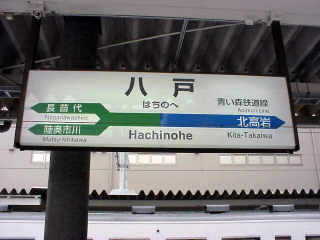 八戸
はちのへ
長苗代
Naganawashiro
陸奥市川
Mutsu-Ichikawa
Hachinohe
青い森鉄道線
Aoimori Line
北高岩
Kita-Takaiwa